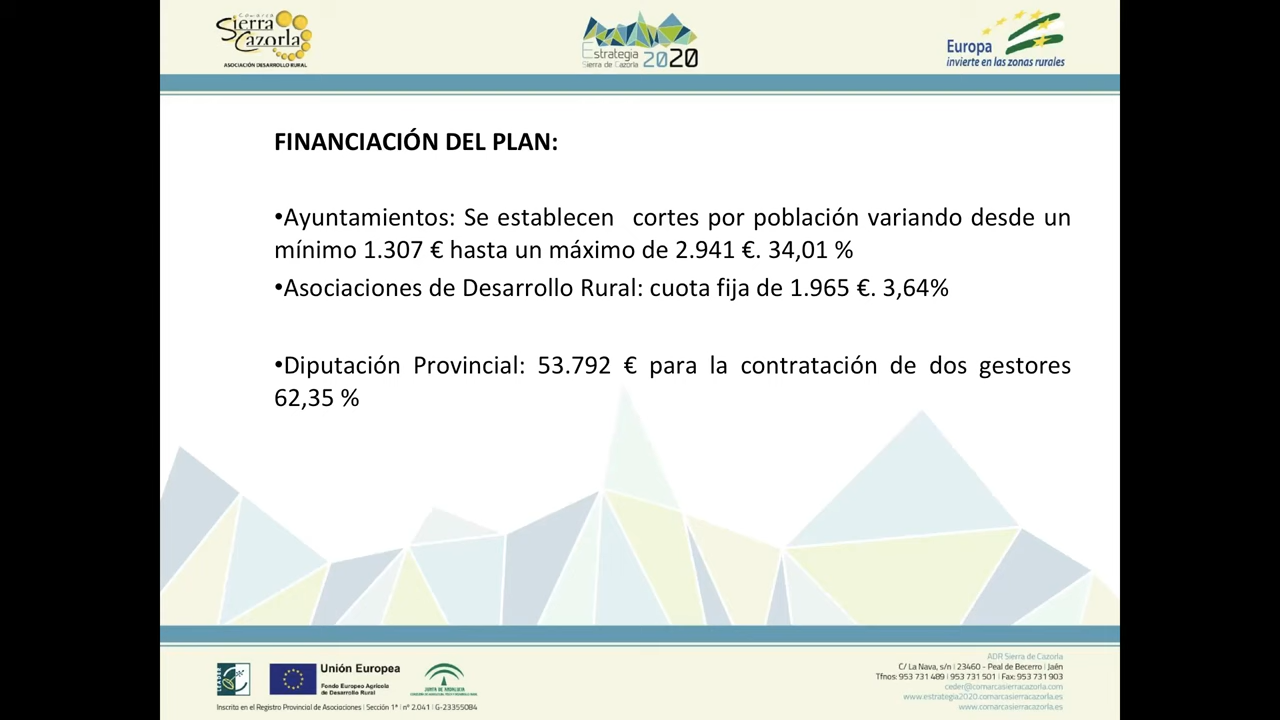 Comarca
Sierra
Cazorla
ASOCIACIÓN DESARROLLO RURAL
Estrategia
Sierra de Cazorla 2020
Europa
invierte en las zonas rurales
FINANCIACIÓN DEL PLAN:
•Ayuntamientos: Se establecen cortes por población variando desde un
mínimo 1.307 € hasta un máximo de 2.941 €. 34,01 %
•Asociaciones de Desarrollo Rural: cuota fija de 1.965 €. 3,64%
•Diputación Provincial: 53.792 € para la contratación de dos gestores
62,35 %
LEADER
Unión Europea
Fondo Europeo Agrícola
de Desarrollo Rural
JUNTA DE ANDALUCIA
Inscrita en el Registro Provincial de Asociaciones | Sección 1ª | nº 2.041 | G-23355084
ADR Sierra de Cazorla
C/ La Nava, s/n | 23460 - Peal de Becerro | Jaén
Tfnos: 953 731 489 | 953 731 501 | Fax: 953 731 903
ceder@comarcasierracazorla.com
www.estrategia2020.comarcasierracazorla.es
www.comarcasierracazorla.es